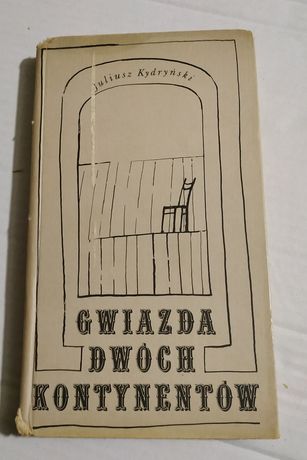 Juliusz Kydryński
GWIAZDA
DWÓCH
KONTYNENTÓW